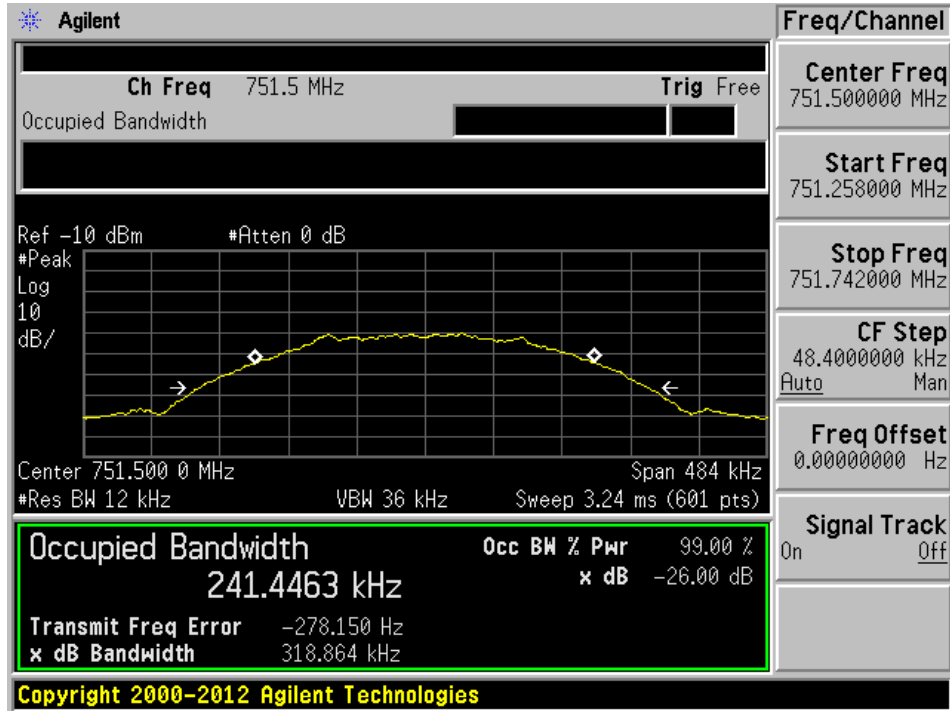 Agilent
Freq/Channel
Ch Freq 751.5 MHz Trig Free
Occupied Bandwidth
Center Freq
751.500000 MHz
Start Freq
751.258000 MHz
Stop Freq
751.742000 MHz
CF Step
48.4000000 kHz
Auto Man
Freq Offset
0.00000000 Hz
Signal Track
On Off
Ref -10 dBm #Atten 0 dB
#Peak
Log
10
dB/
Center 751.500 0 MHz Span 484 kHz
#Res BW 12 kHz VBW 36 kHz Sweep 3.24 ms (601 pts)
Occupied Bandwidth Occ BW % Pwr 99.00 %
241.4463 kHz x dB -26.00 dB
Transmit Freq Error -278.150 Hz
x dB Bandwidth 318.864 kHz
Copyright 2000-2012 Agilent Technologies